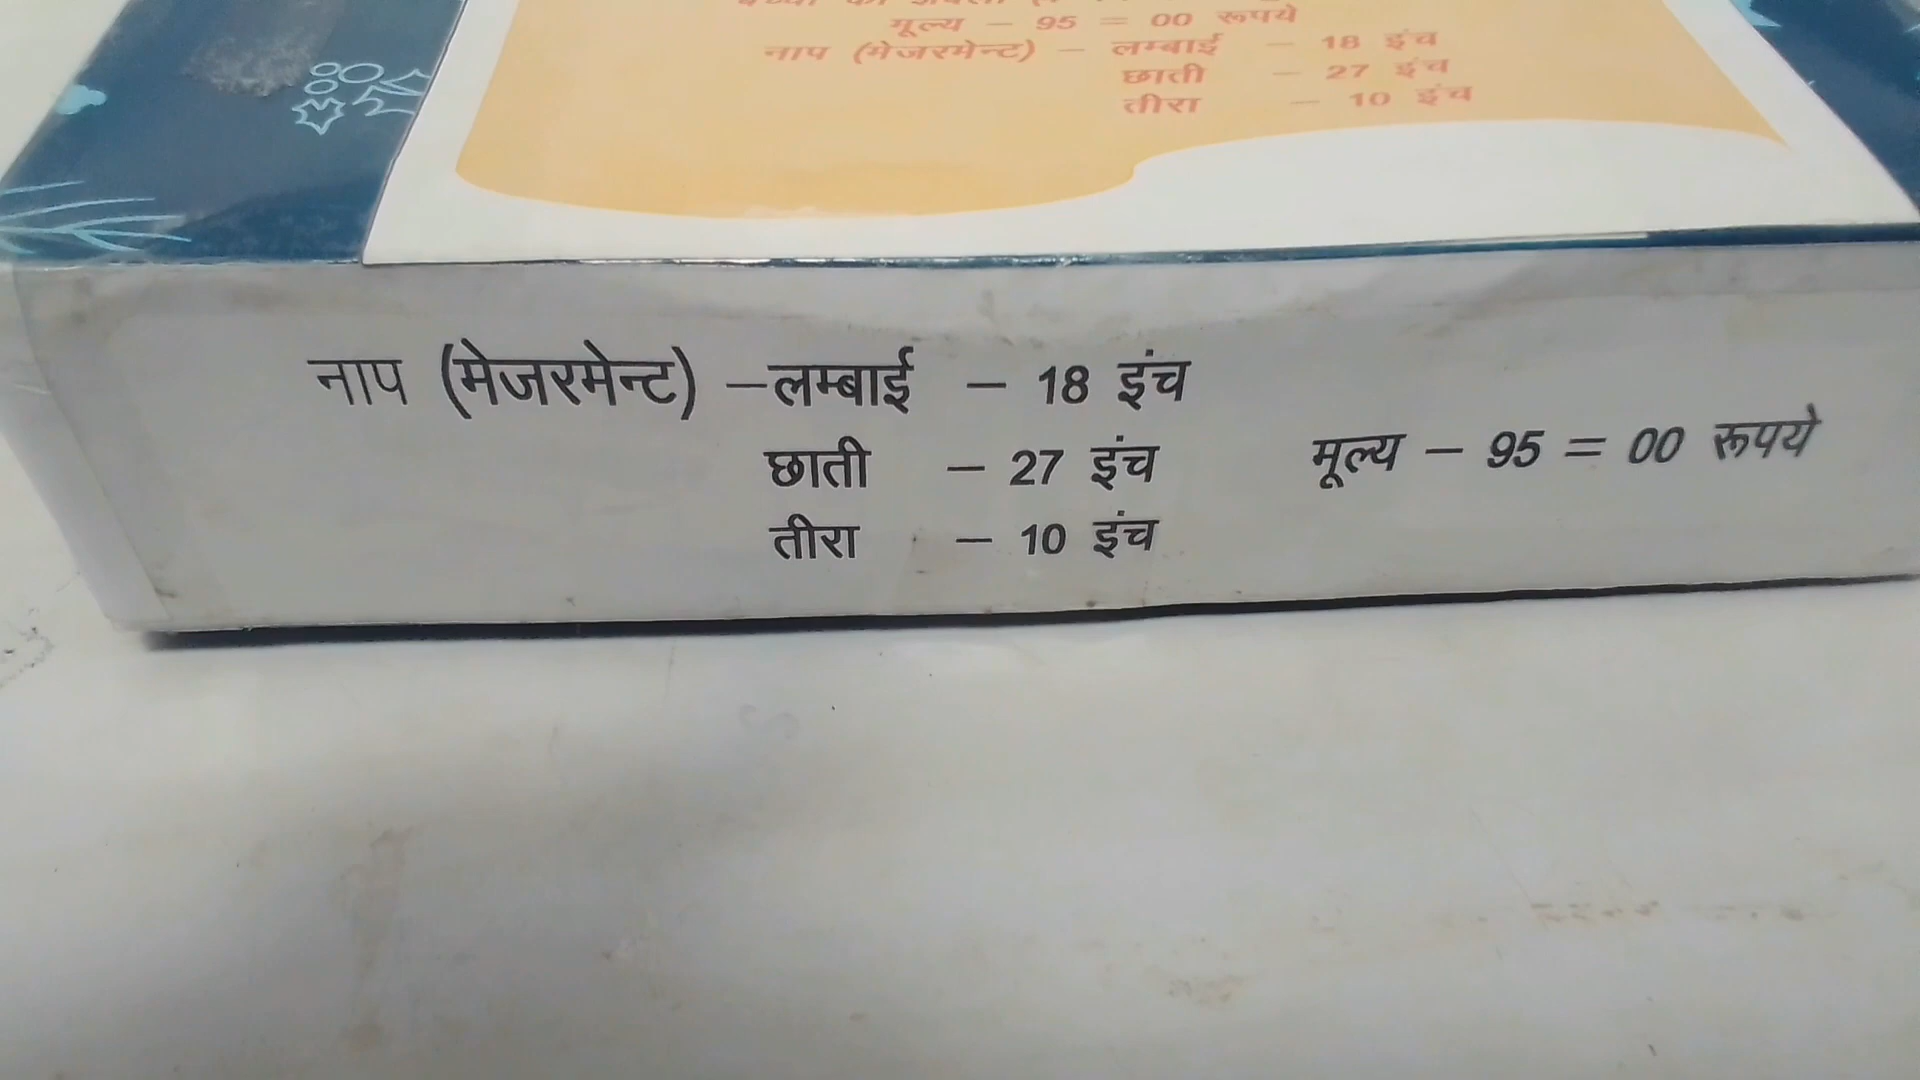 मूल्य – 95 = 00 रूपये
नाप (मेजरमेन्ट) – लम्बाई – 18 इंच
छाती – 27 इंच
तीरा – 10 इंच
नाप (मेजरमेन्ट) –लम्बाई – 18 इंच
छाती – 27 इंच
तीरा – 10 इंच
मूल्य – 95 = 00 रूपये